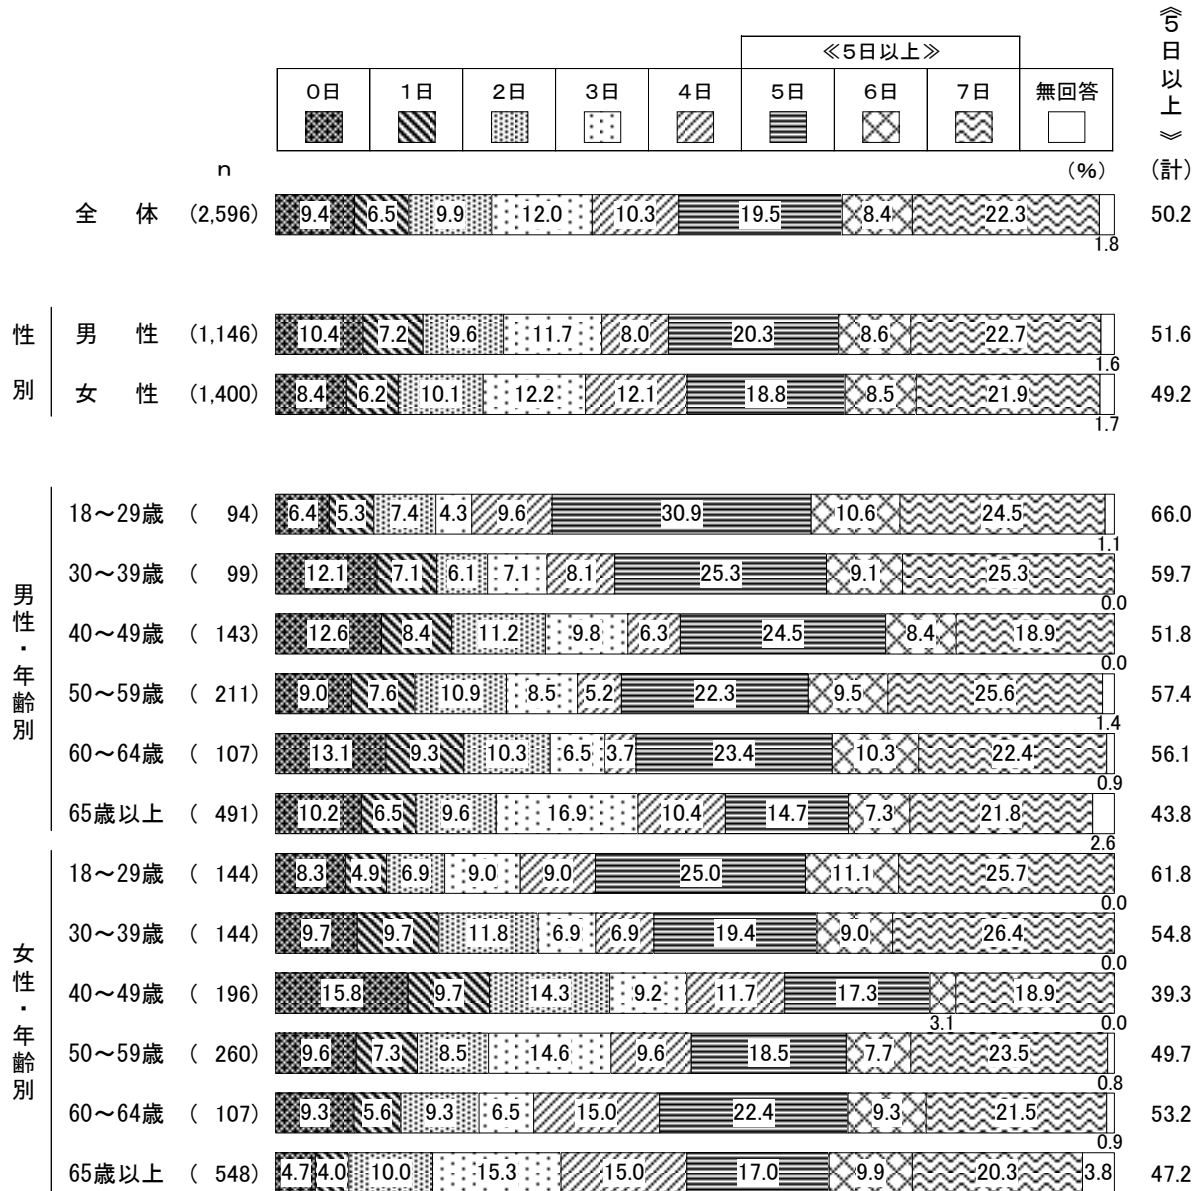 ≪5日以上≫
≪5日以上≫
0日 1日 2日 3日 4日 5日 6日 7日 無回答
n (%) (計)
全 体 (2,596) 9.4 6.5 9.9 12.0 10.3 19.5 8.4 22.3 1.8 50.2
性別
男 性 (1,146) 10.4 7.2 9.6 11.7 8.0 20.3 8.6 22.7 1.6 51.6
女 性 (1,400) 8.4 6.2 10.1 12.2 12.1 18.8 8.5 21.9 1.7 49.2
男性・年齢別
18～29歳 ( 94) 6.4 5.3 7.4 4.3 9.6 30.9 10.6 24.5 1.1 66.0
30～39歳 ( 99) 12.1 7.1 6.1 7.1 8.1 25.3 9.1 25.3 0.0 59.7
40～49歳 ( 143) 12.6 8.4 11.2 9.8 6.3 24.5 8.4 18.9 0.0 51.8
50～59歳 ( 211) 9.0 7.6 10.9 8.5 5.2 22.3 9.5 25.6 1.4 57.4
60～64歳 ( 107) 13.1 9.3 10.3 6.5 3.7 23.4 10.3 22.4 0.9 56.1
65歳以上 ( 491) 10.2 6.5 9.6 16.9 10.4 14.7 7.3 21.8 2.6 43.8
女性・年齢別
18～29歳 ( 144) 8.3 4.9 6.9 9.0 9.0 25.0 11.1 25.7 0.0 61.8
30～39歳 ( 144) 9.7 9.7 11.8 6.9 6.9 19.4 9.0 26.4 0.0 54.8
40～49歳 ( 196) 15.8 9.7 14.3 9.2 11.7 17.3 3.1 18.9 0.0 39.3
50～59歳 ( 260) 9.6 7.3 8.5 14.6 9.6 18.5 7.7 23.5 0.8 49.7
60～64歳 ( 107) 9.3 5.6 9.3 6.5 15.0 22.4 9.3 21.5 0.9 53.2
65歳以上 ( 548) 4.7 4.0 10.0 15.3 15.0 17.0 9.9 20.3 3.8 47.2